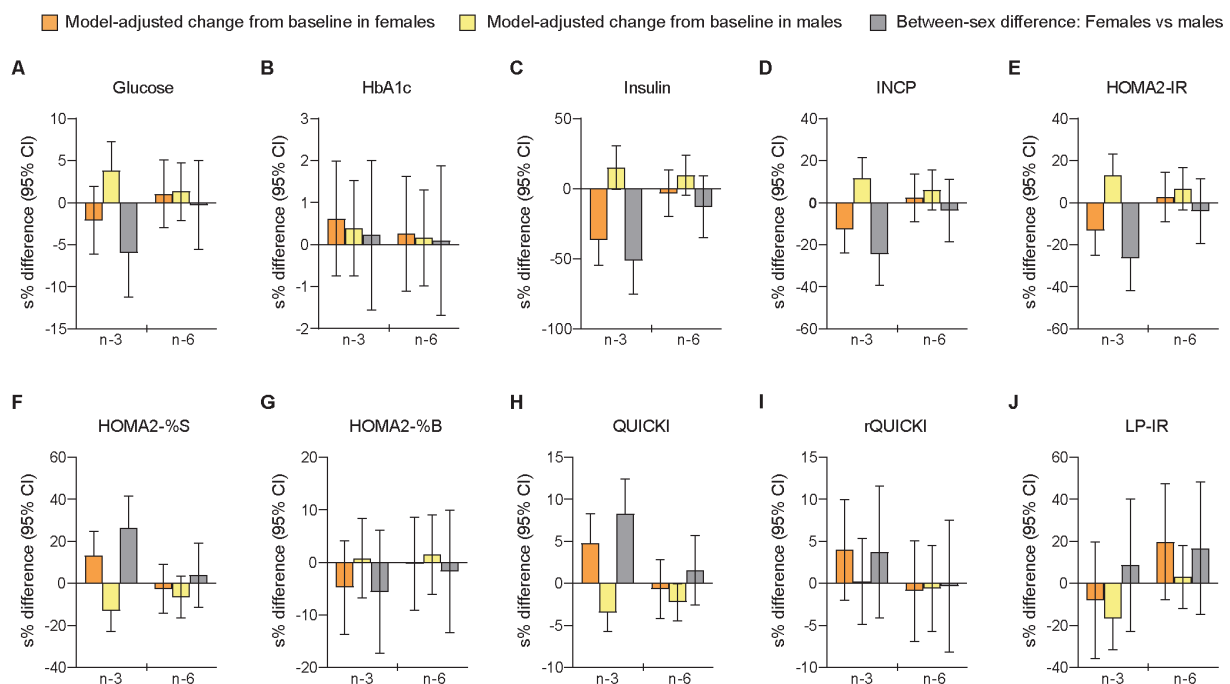 Model-adjusted change from baseline in females Model-adjusted change from baseline in males Between-sex difference: Females vs males
A
Glucose
s% difference (95% CI)
10
5
0
-5
-10
-15
n-3 n-6
B
HbA1c
s% difference (95% CI)
3
2
1
0
-1
-2
n-3 n-6
C
Insulin
s% difference (95% CI)
50
0
-50
-100
n-3 n-6
D
INCP
s% difference (95% CI)
40
20
0
-20
-40
-60
n-3 n-6
E
HOMA2-IR
s% difference (95% CI)
40
20
0
-20
-40
-60
n-3 n-6
F
HOMA2-%S
s% difference (95% CI)
60
40
20
0
-20
-40
n-3 n-6
G
HOMA2-%B
s% difference (95% CI)
20
10
0
-10
-20
n-3 n-6
H
QUICKI
s% difference (95% CI)
15
10
5
0
-5
-10
n-3 n-6
I
rQUICKI
s% difference (95% CI)
15
10
5
0
-5
-10
n-3 n-6
J
LP-IR
s% difference (95% CI)
60
40
20
0
-20
-40
n-3 n-6